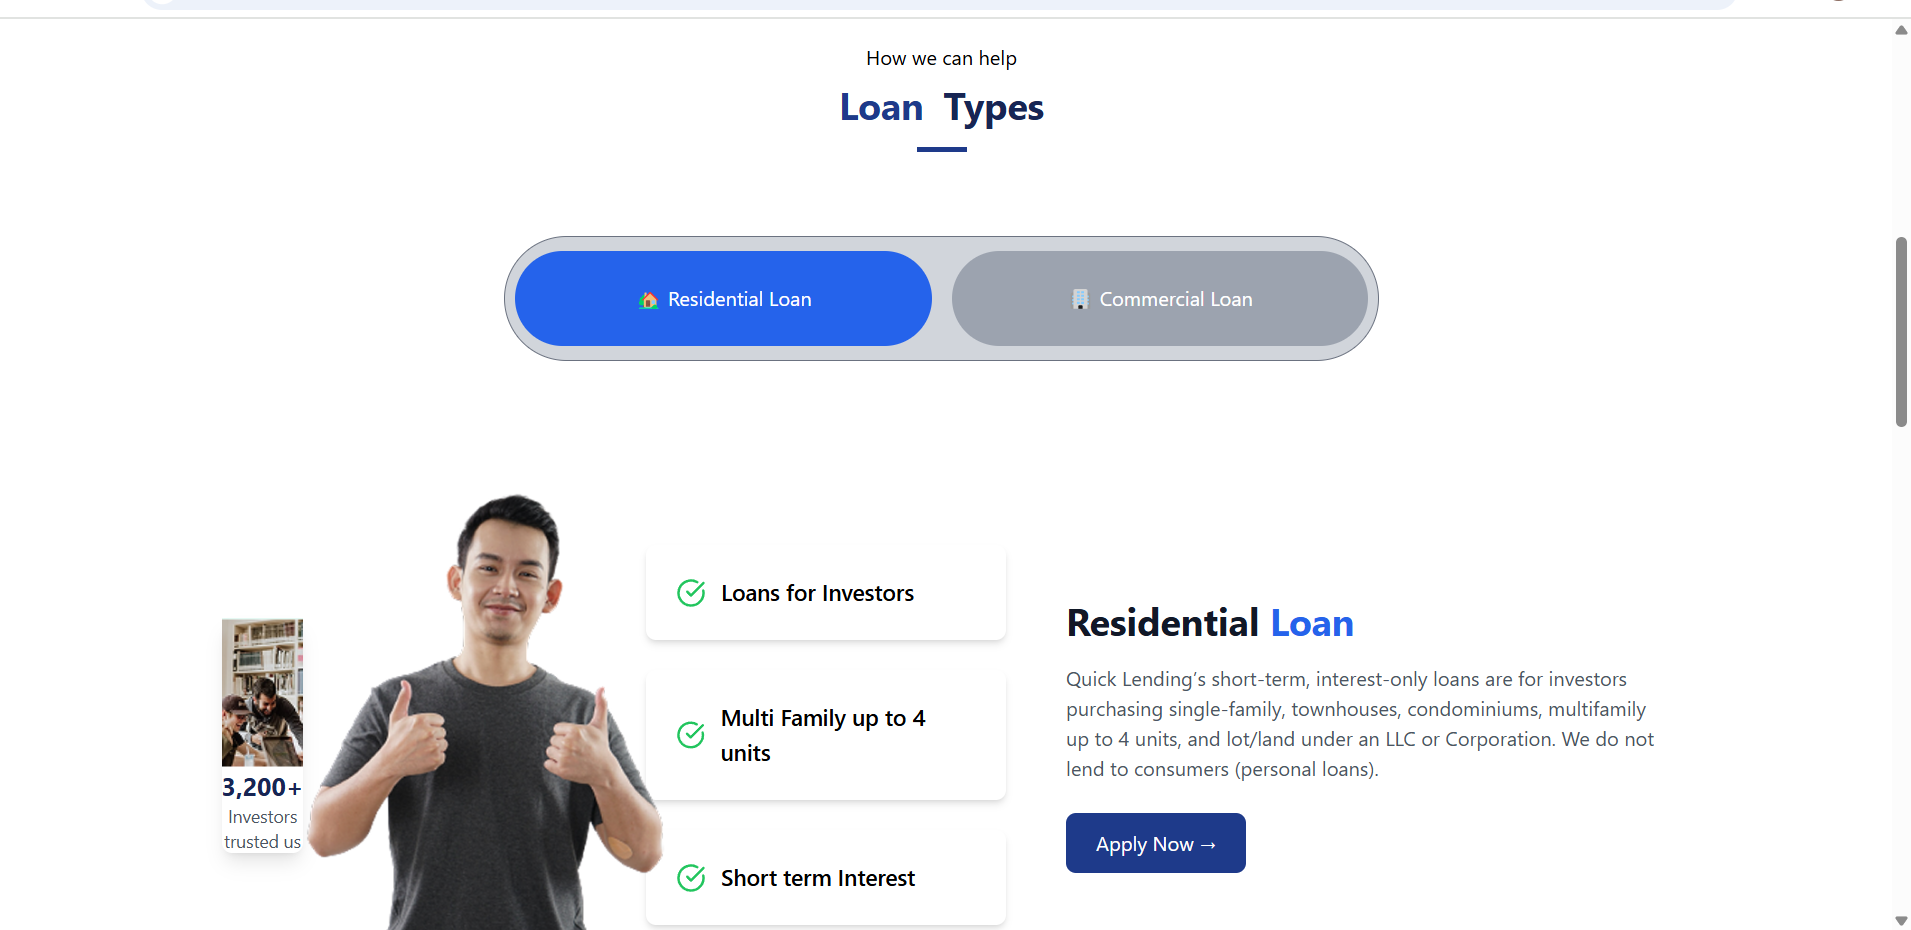 How we can help
Loan Types
Residential Loan
Commercial Loan
Loans for Investors
Multi Family up to 4
units
Short term Interest
3,200+
Investors
trusted us
Residential Loan
Quick Lending’s short-term, interest-only loans are for investors
purchasing single-family, townhouses, condominiums, multifamily
up to 4 units, and lot/land under an LLC or Corporation. We do not
lend to consumers (personal loans).
Apply Now →